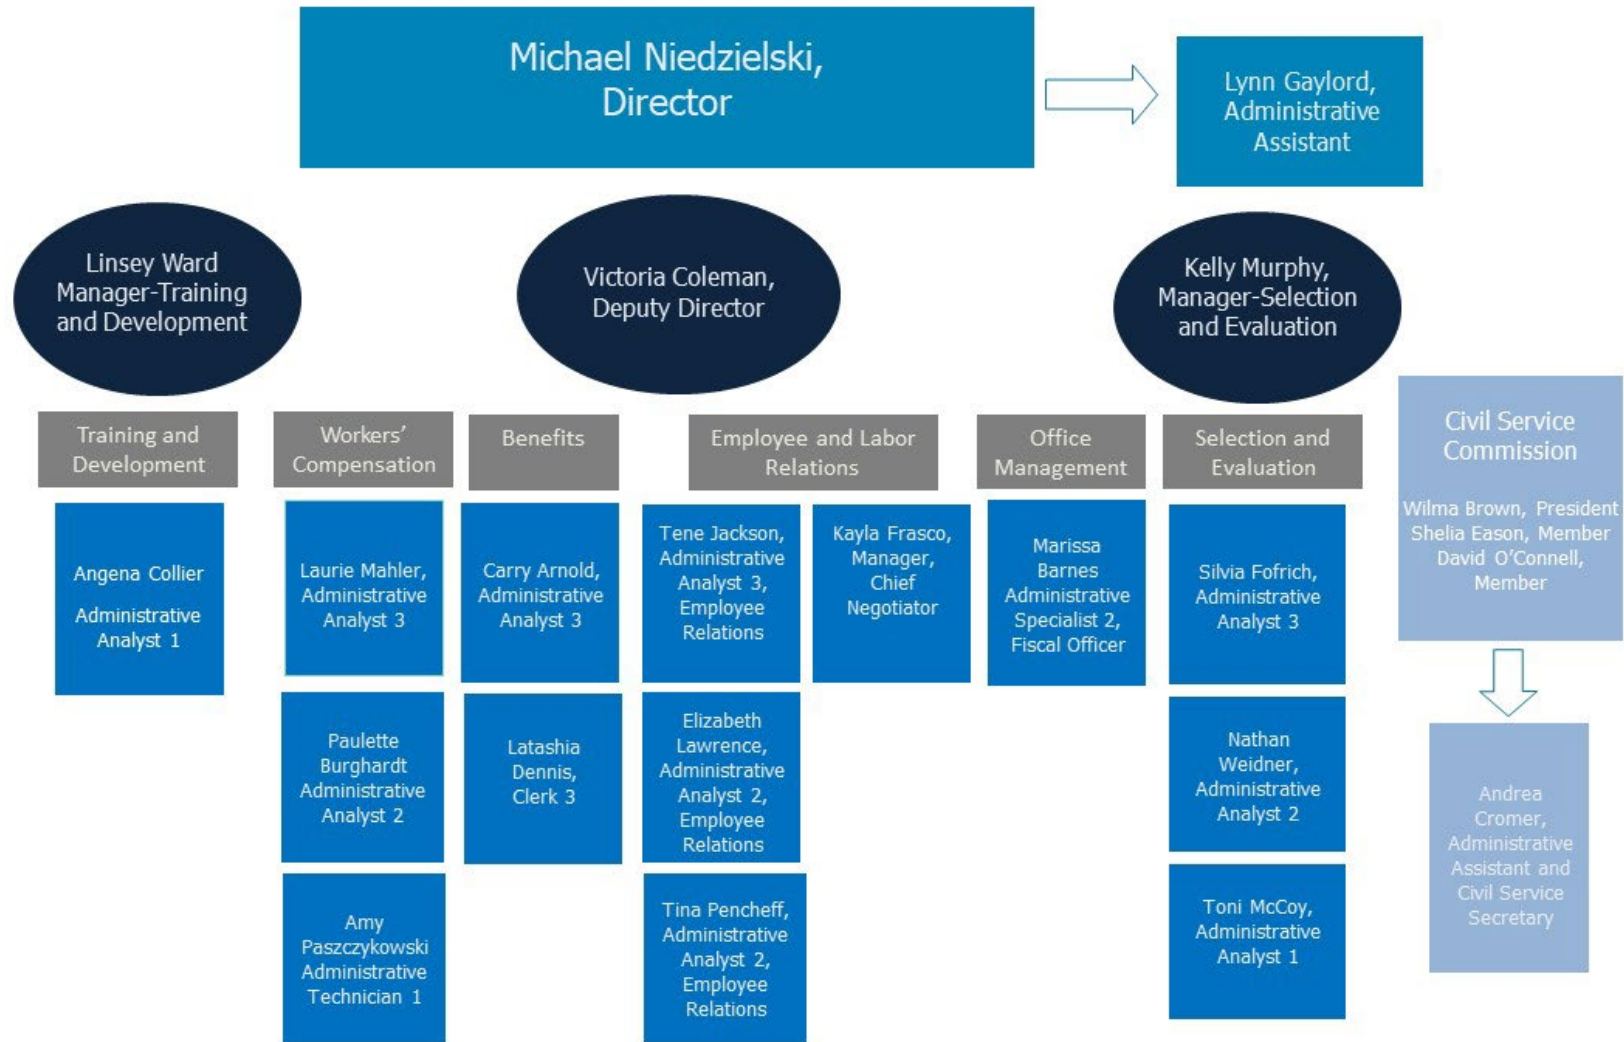 Michael Niedzielski,
Director
Lynn Gaylord,
Administrative
Assistant
Linsey Ward
Manager-Training
and Development
Victoria Coleman,
Deputy Director
Kelly Murphy,
Manager-Selection
and Evaluation
Training and
Development
Workers'
Compensation
Benefits
Employee and Labor
Relations
Office
Management
Selection and
Evaluation
Civil Service
Commission
Wilma Brown, President
Shelia Eason, Member
David O'Connell,
Member
Angena Collier
Administrative
Analyst 1
Laurie Mahler,
Administrative
Analyst 3
Carry Arnold,
Administrative
Analyst 3
Tene Jackson,
Administrative
Analyst 3,
Employee
Relations
Kayla Frasco,
Manager,
Chief
Negotiator
Marissa
Barnes
Administrative
Specialist 2,
Fiscal Officer
Silvia Fofrich,
Administrative
Analyst 3
Paulette
Burghardt
Administrative
Analyst 2
Latashia
Dennis,
Clerk 3
Elizabeth
Lawrence,
Administrative
Analyst 2,
Employee
Relations
Nathan
Weidner,
Administrative
Analyst 2
Andrea
Cromer,
Administrative
Assistant and
Civil Service
Secretary
Amy
Paszczykowski
Administrative
Technician 1
Tina Pencheff,
Administrative
Analyst 2,
Employee
Relations
Toni McCoy,
Administrative
Analyst 1